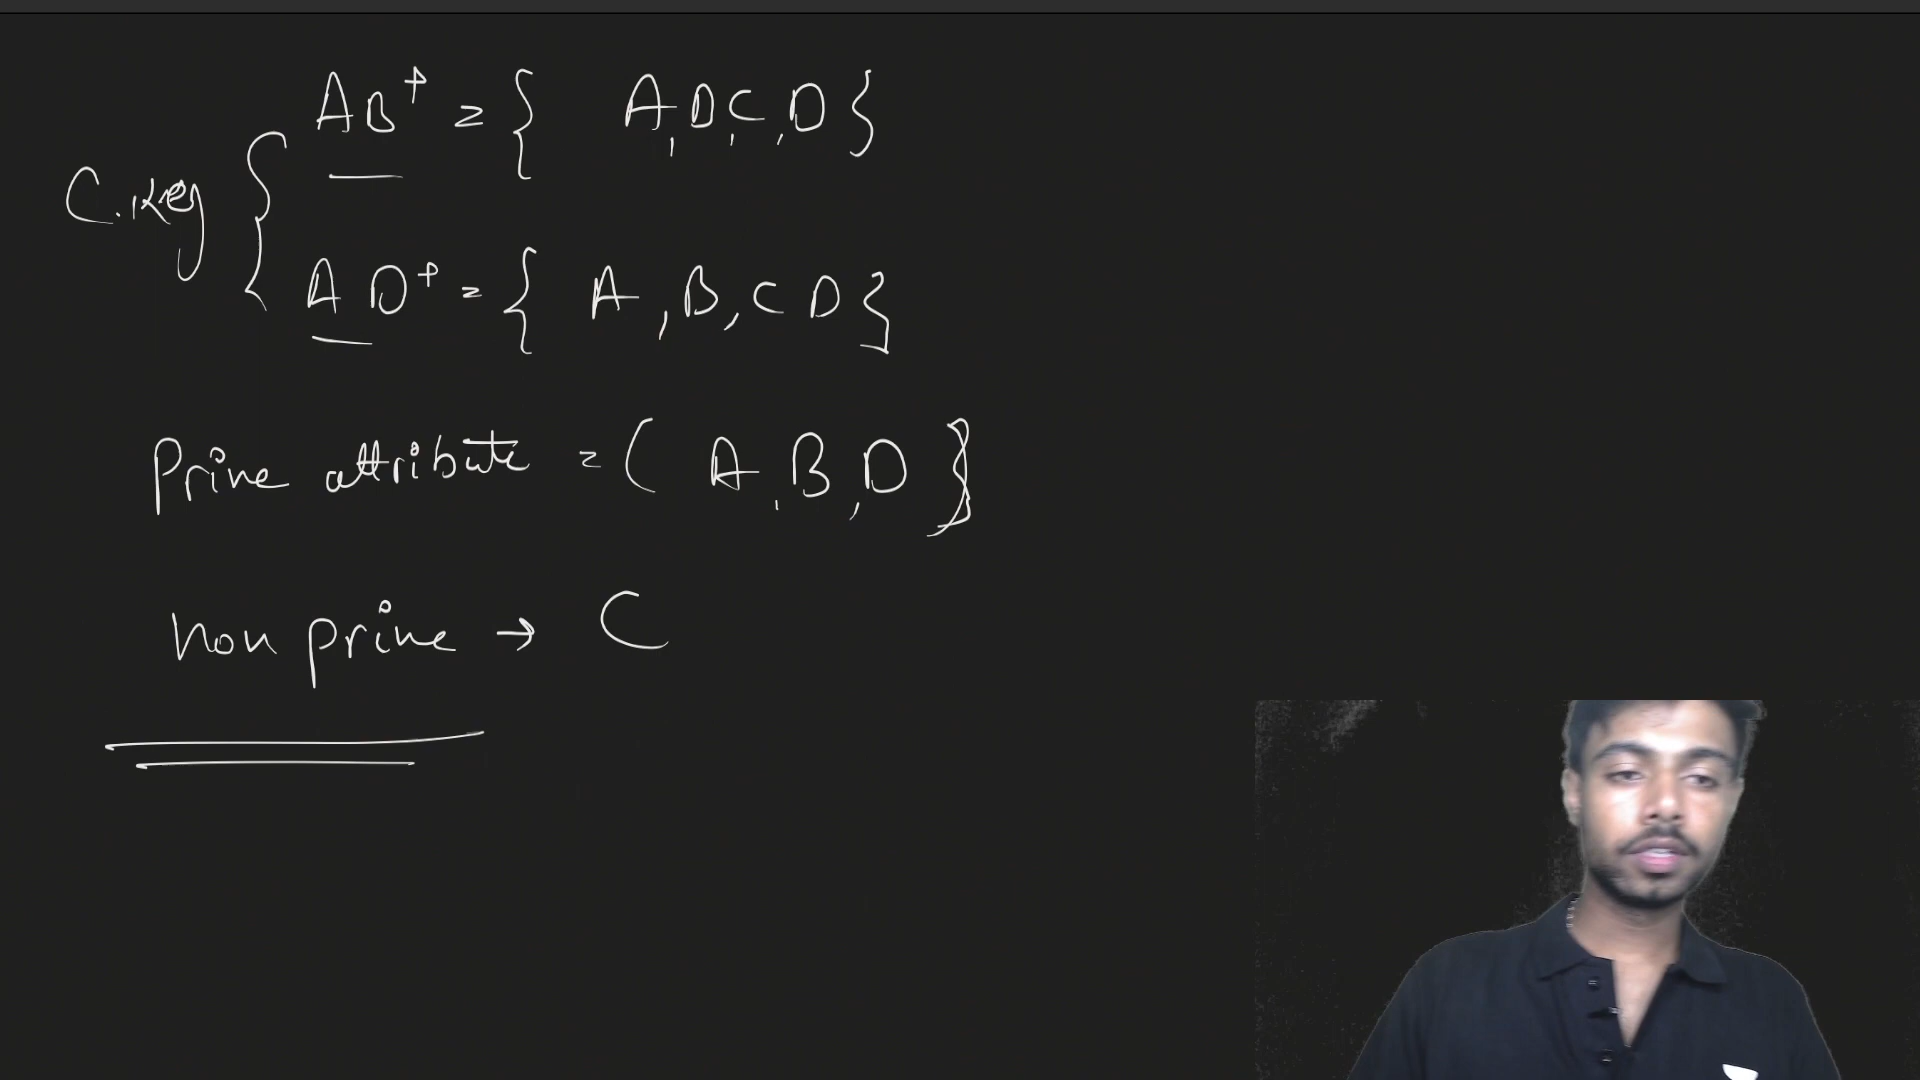 AB⁺ = { A, B, C, D }
C.key {
AD⁺ = { A, B, C D }
Prime attribute = ( A, B, D }
non prime → C